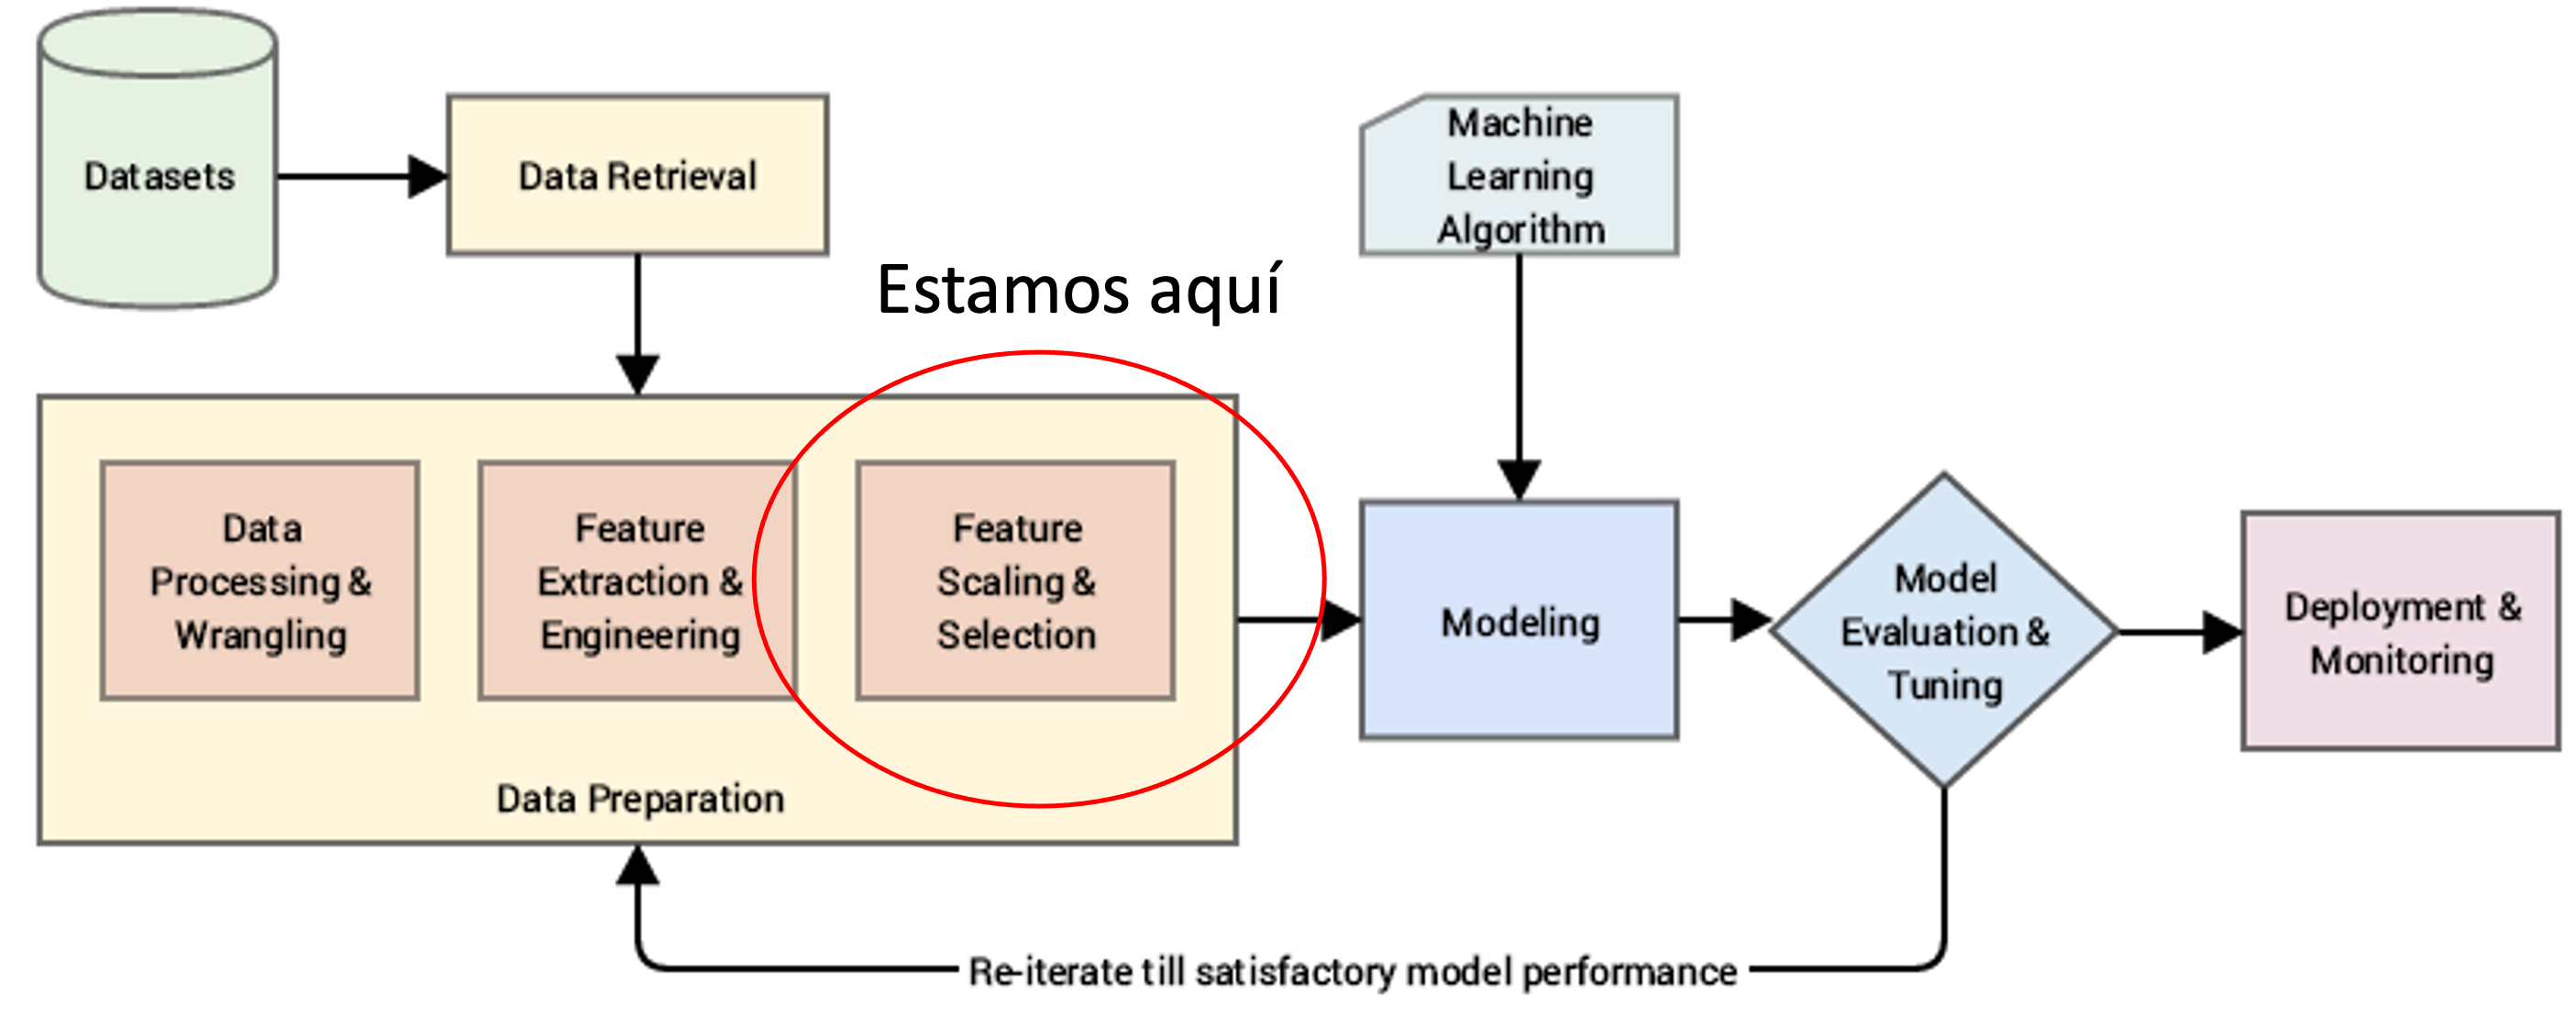 Datasets
Data Retrieval
Machine
Learning
Algorithm
Estamos aquí
Data
Processing &
Wrangling
Feature
Extraction &
Engineering
Feature
Scaling &
Selection
Data Preparation
Modeling
Model
Evaluation &
Tuning
Deployment &
Monitoring
Re-iterate till satisfactory model performance